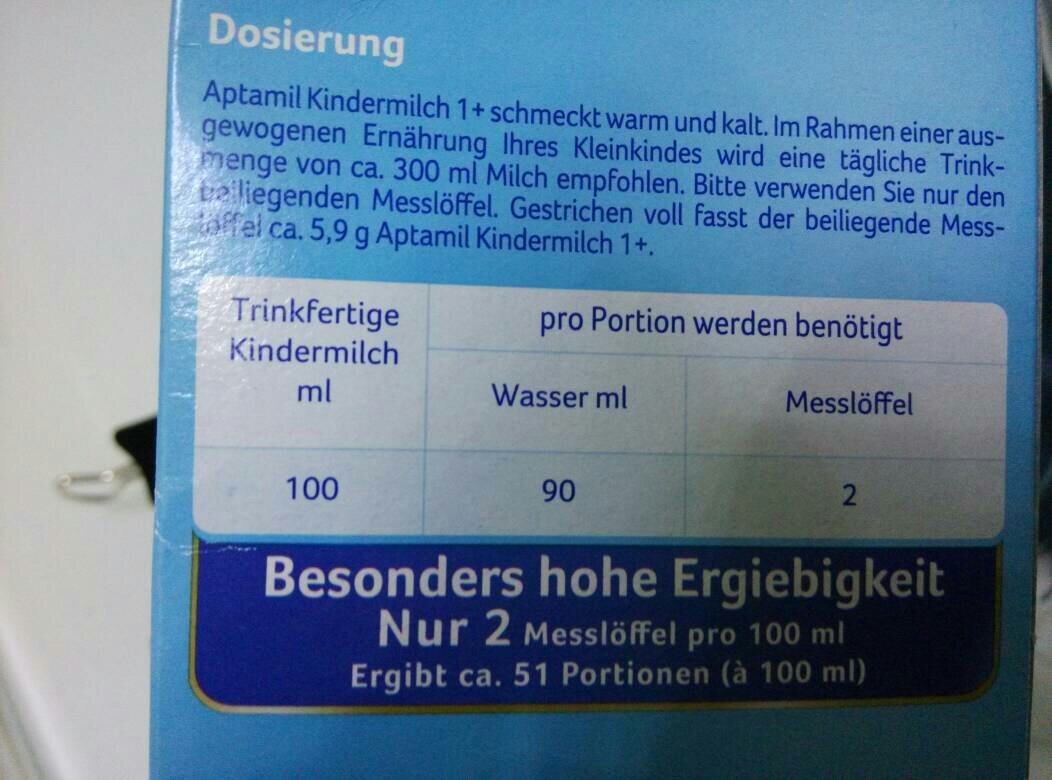 Dosierung
Aptamil Kindermilch 1+ schmeckt warm und kalt. Im Rahmen einer aus-
gewogenen Ernährung Ihres Kleinkindes wird eine tägliche Trink-
menge von ca. 300 ml Milch empfohlen. Bitte verwenden Sie nur den
beiliegenden Messlöffel. Gestrichen voll fasst der beiliegende Mess-
löffel ca. 5,9 g Aptamil Kindermilch 1+.
Trinkfertige
Kindermilch
ml
pro Portion werden benötigt
Wasser ml
Messlöffel
100
90
2
Besonders hohe Ergiebigkeit
Nur 2 Messlöffel pro 100 ml
Ergibt ca. 51 Portionen (à 100 ml)